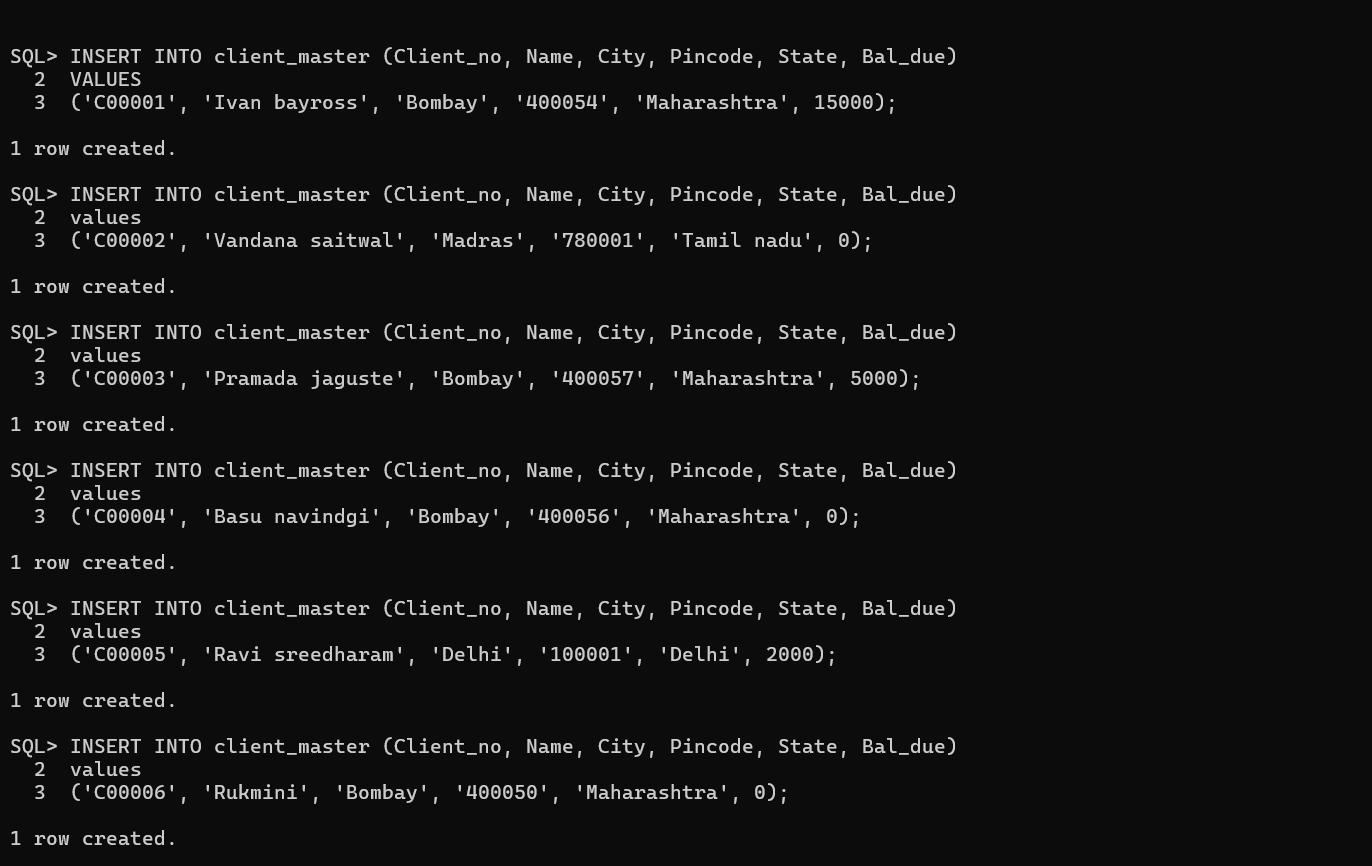 SQL> INSERT INTO client_master (Client_no, Name, City, Pincode, State, Bal_due)
2 VALUES
3 ('C00001', 'Ivan bayross', 'Bombay', '400054', 'Maharashtra', 15000);
1 row created.
SQL> INSERT INTO client_master (Client_no, Name, City, Pincode, State, Bal_due)
2 values
3 ('C00002', 'Vandana saitwal', 'Madras', '780001', 'Tamil nadu', 0);
1 row created.
SQL> INSERT INTO client_master (Client_no, Name, City, Pincode, State, Bal_due)
2 values
3 ('C00003', 'Pramada jaguste', 'Bombay', '400057', 'Maharashtra', 5000);
1 row created.
SQL> INSERT INTO client_master (Client_no, Name, City, Pincode, State, Bal_due)
2 values
3 ('C00004', 'Basu navindgi', 'Bombay', '400056', 'Maharashtra', 0);
1 row created.
SQL> INSERT INTO client_master (Client_no, Name, City, Pincode, State, Bal_due)
2 values
3 ('C00005', 'Ravi sreedharam', 'Delhi', '100001', 'Delhi', 2000);
1 row created.
SQL> INSERT INTO client_master (Client_no, Name, City, Pincode, State, Bal_due)
2 values
3 ('C00006', 'Rukmini', 'Bombay', '400050', 'Maharashtra', 0);
1 row created.